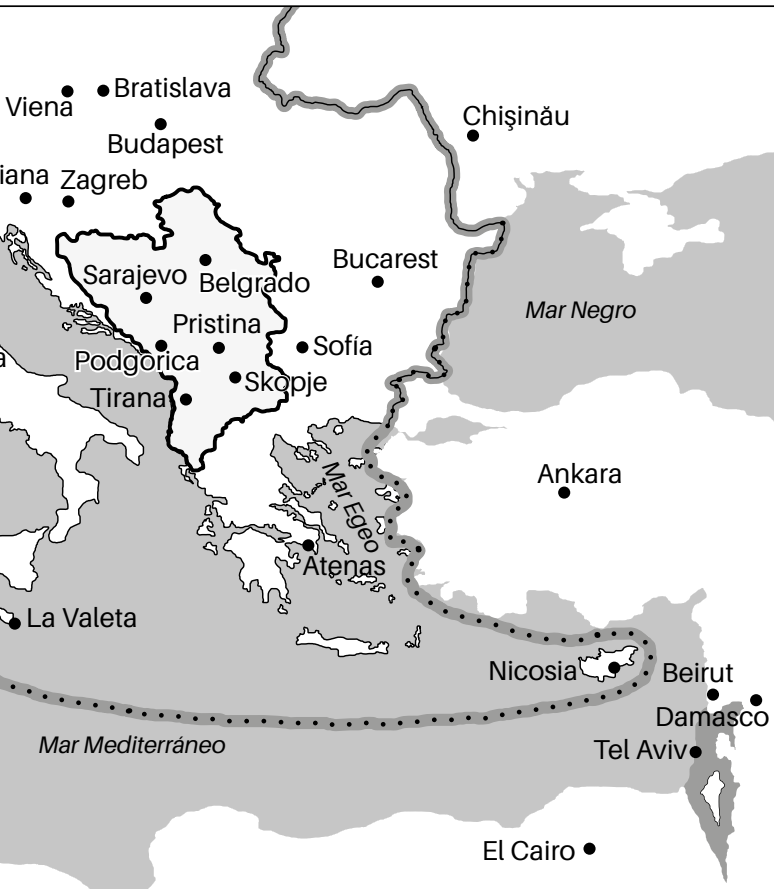 Bratislava
Viena
Chişinău
Budapest
iana
Zagreb
Bucarest
Sarajevo
Belgrado
Mar Negro
Pristina
Sofía
a
Podgorica
Skopje
Tirana
Ankara
Mar Egeo
Atenas
La Valeta
Nicosia
Beirut
Damasco
Mar Mediterráneo
Tel Aviv
El Cairo